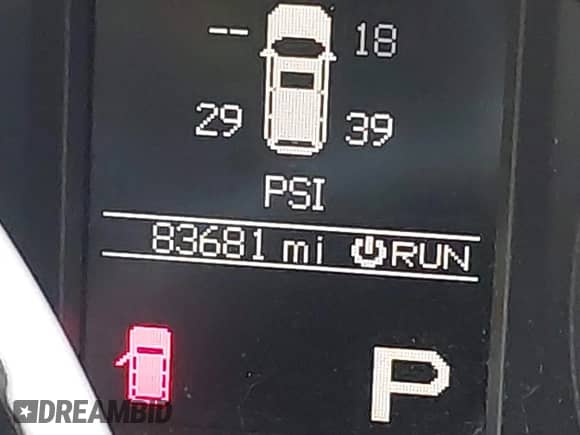 -- 18
29 39
PSI
83681 mi RUN
P
DREAMBID